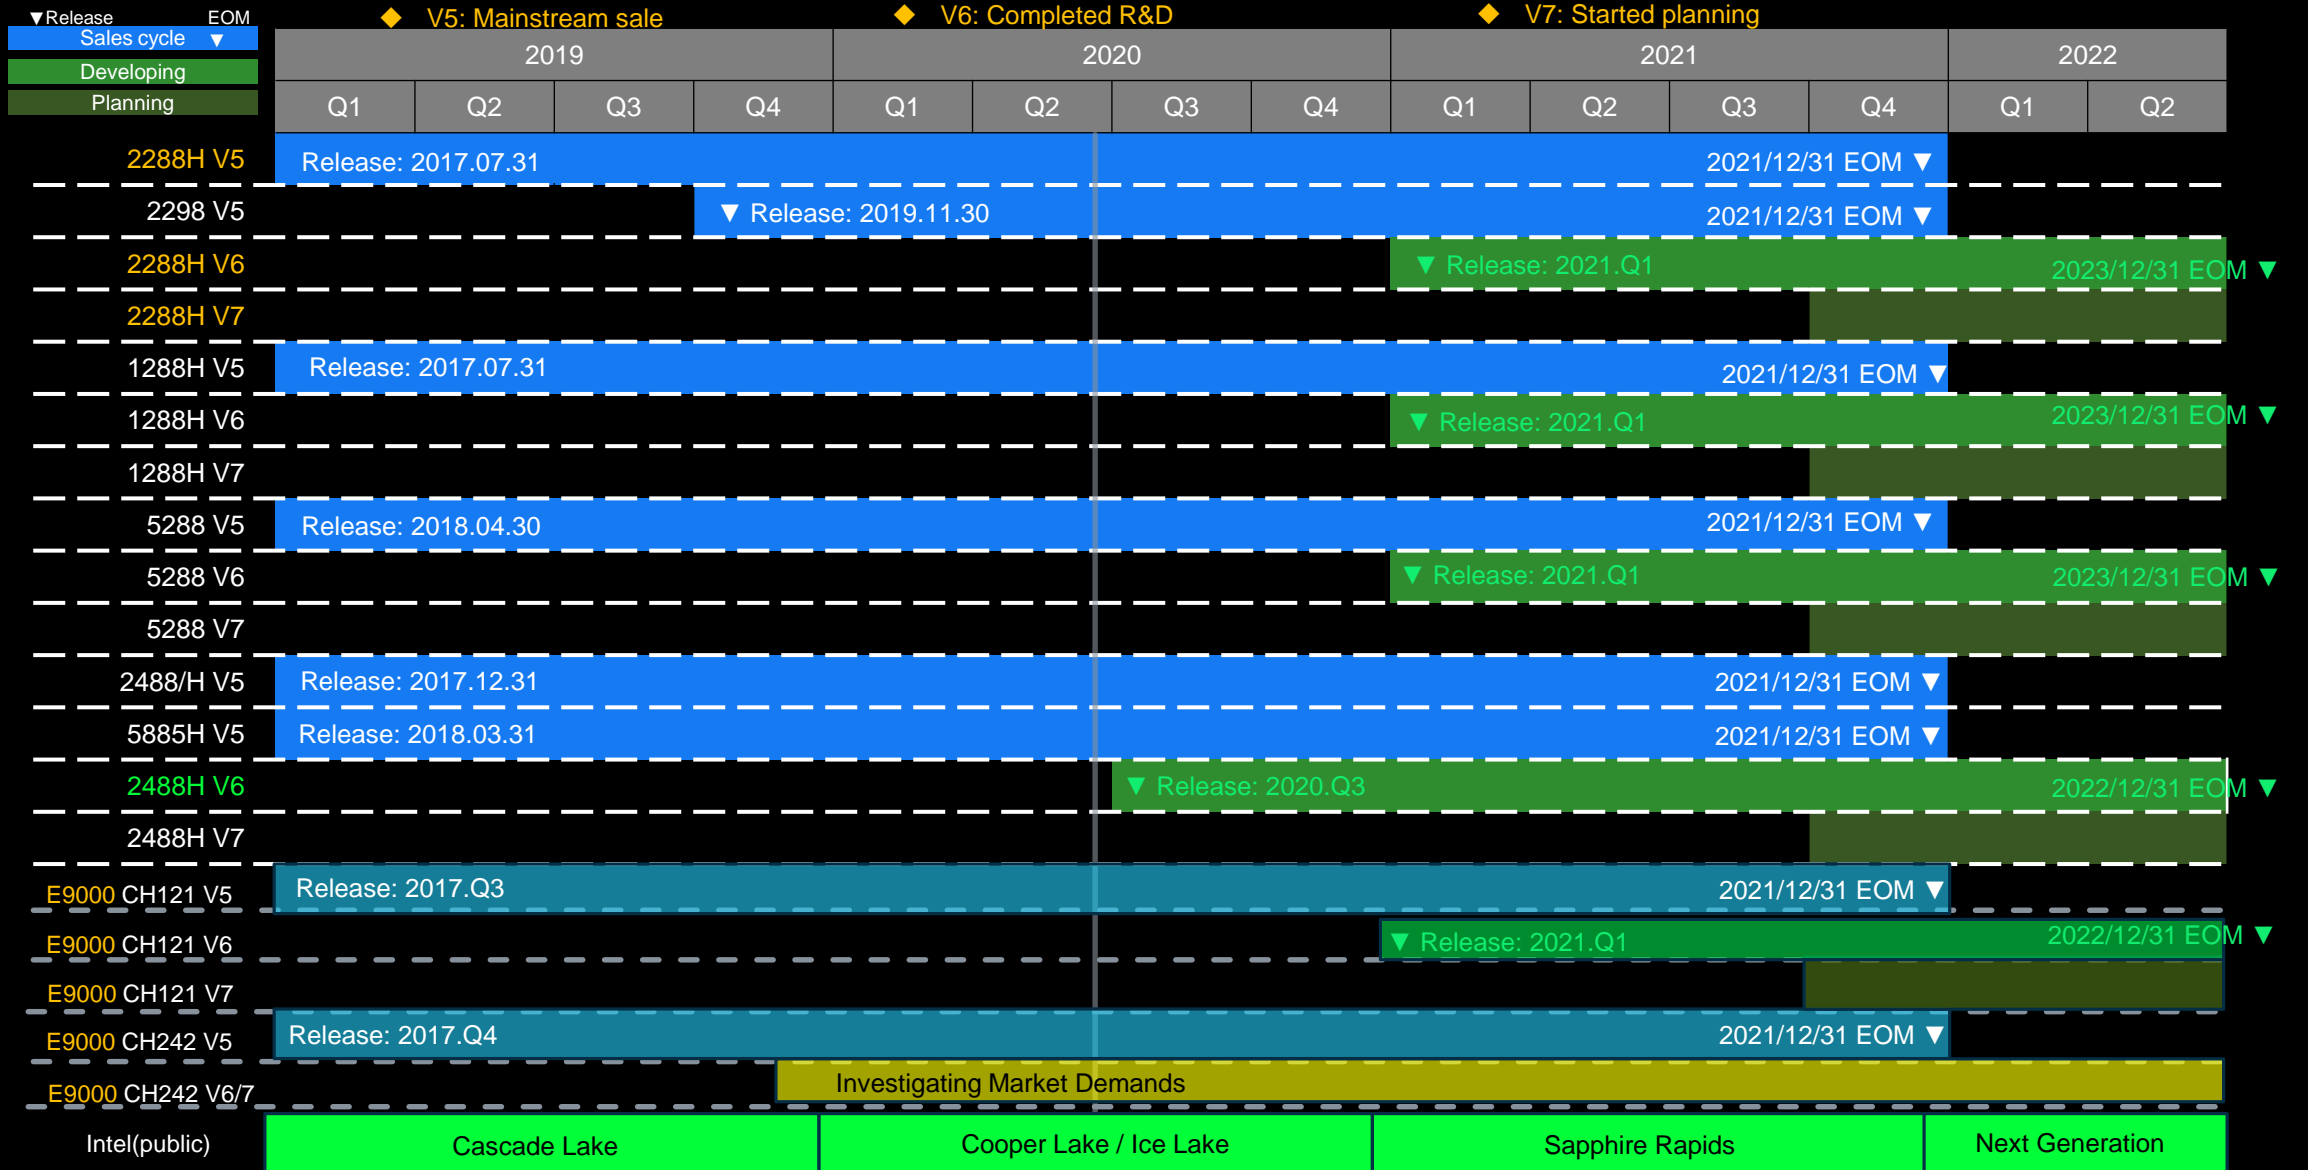 ◆ V5: Mainstream sale ◆ V6: Completed R&D ◆ V7: Started planning
▼Release EOM
Sales cycle ▼
Developing
Planning
2019 2020 2021 2022
Q1 Q2 Q3 Q4 Q1 Q2 Q3 Q4 Q1 Q2 Q3 Q4 Q1 Q2
2288H V5 Release: 2017.07.31 2021/12/31 EOM ▼
2298 V5 ▼ Release: 2019.11.30 2021/12/31 EOM ▼
2288H V6 ▼ Release: 2021.Q1 2023/12/31 EOM ▼
2288H V7
1288H V5 Release: 2017.07.31 2021/12/31 EOM ▼
1288H V6 ▼ Release: 2021.Q1 2023/12/31 EOM ▼
1288H V7
5288 V5 Release: 2018.04.30 2021/12/31 EOM ▼
5288 V6 ▼ Release: 2021.Q1 2023/12/31 EOM ▼
5288 V7
2488/H V5 Release: 2017.12.31 2021/12/31 EOM ▼
5885H V5 Release: 2018.03.31 2021/12/31 EOM ▼
2488H V6 ▼ Release: 2020.Q3 2022/12/31 EOM ▼
2488H V7
E9000 CH121 V5 Release: 2017.Q3 2021/12/31 EOM ▼
E9000 CH121 V6 ▼ Release: 2021.Q1 2022/12/31 EOM ▼
E9000 CH121 V7
E9000 CH242 V5 Release: 2017.Q4 2021/12/31 EOM ▼
E9000 CH242 V6/7 Investigating Market Demands
Intel(public) Cascade Lake Cooper Lake / Ice Lake Sapphire Rapids Next Generation